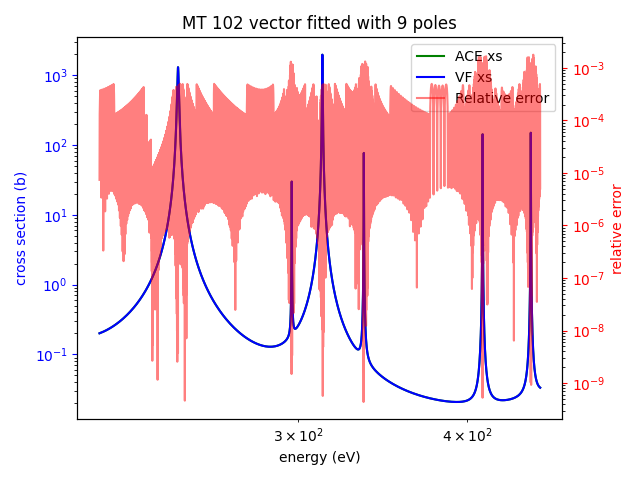 MT 102 vector fitted with 9 poles
ACE xs
VF xs
Relative error
cross section (b)
10³
10²
10¹
10⁰
10⁻¹
10⁻³
10⁻⁴
10⁻⁵
10⁻⁶
10⁻⁷
10⁻⁸
10⁻⁹
relative error
3 × 10²
4 × 10²
energy (eV)